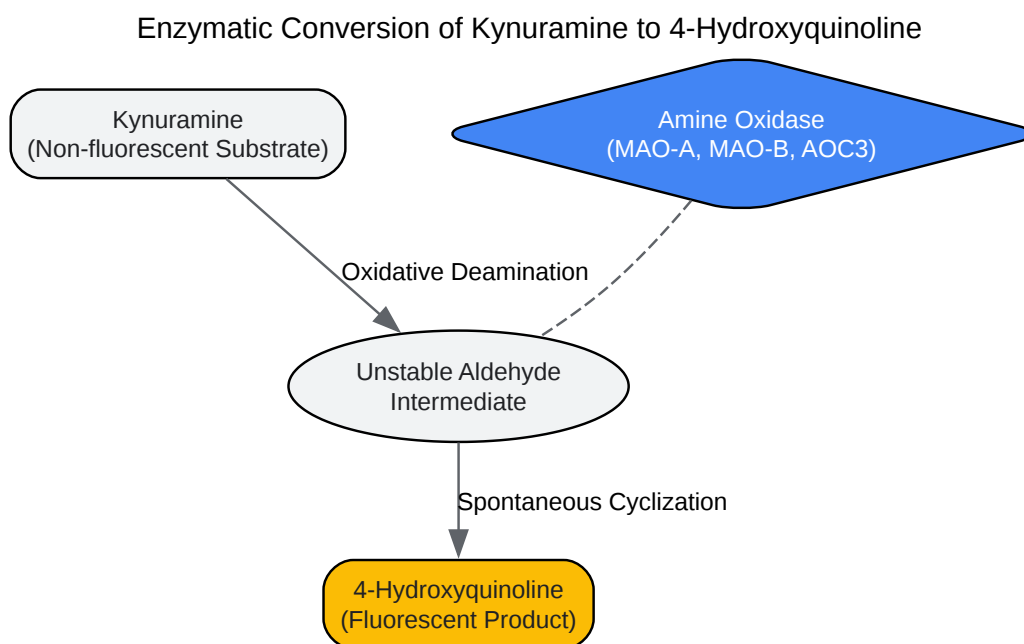 Enzymatic Conversion of Kynuramine to 4-Hydroxyquinoline
Kynuramine
(Non-fluorescent Substrate)
Amine Oxidase
(MAO-A, MAO-B, AOC3)
Oxidative Deamination
Unstable Aldehyde
Intermediate
Spontaneous Cyclization
4-Hydroxyquinoline
(Fluorescent Product)